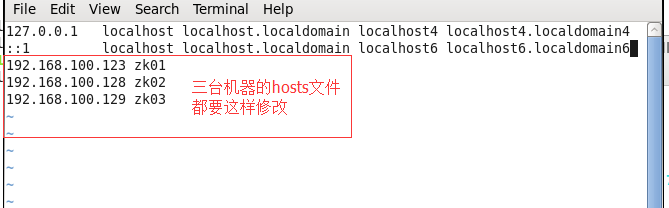 File Edit View Search Terminal Help
127.0.0.1 localhost localhost.localdomain localhost4 localhost4.localdomain4
::1 localhost localhost.localdomain localhost6 localhost6.localdomain6
192.168.100.123 zk01
192.168.100.128 zk02
192.168.100.129 zk03
三台机器的hosts文件
都要这样修改
~
~
~
~
~
~